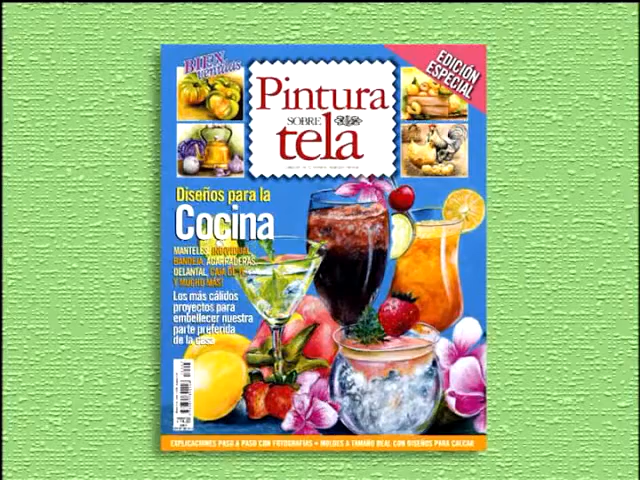 BIEN
venidas
EDICIÓN
ESPECIAL
Pintura
SOBRE
tela
Diseños para la
Cocina
MANTELES, INDIVIDUAL,
BANDEJA, AGARRADERAS,
DELANTAL, CAJA DE TÉ
Y MUCHO MÁS!
Los más cálidos
proyectos para
embellecer nuestra
parte preferida
de la casa
EXPLICACIONES PASO A PASO CON FOTOGRAFÍAS • MOLDES A TAMAÑO REAL CON DISEÑOS PARA CALCAR